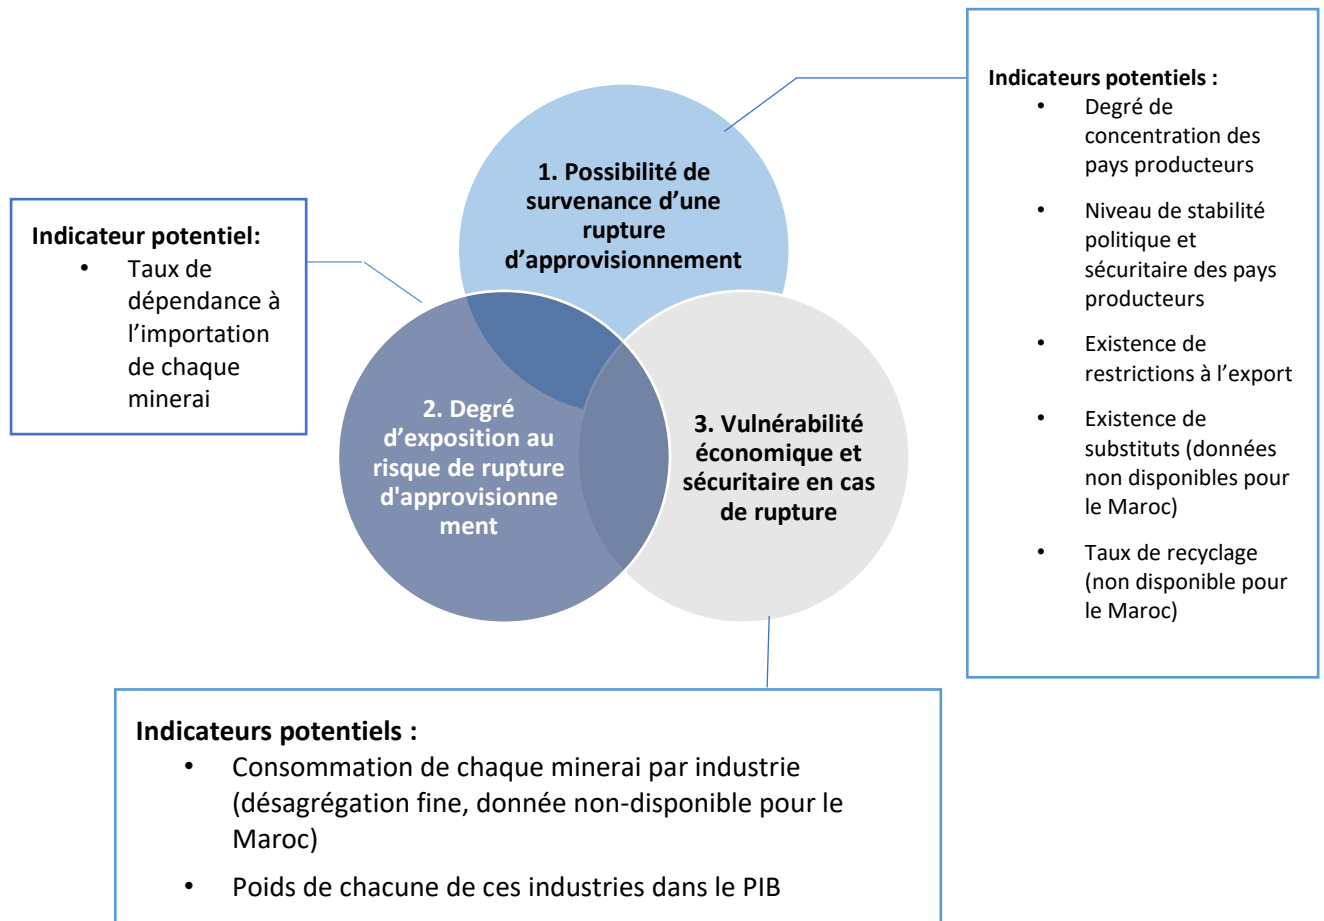 1. Possibilité de
survenance d’une
rupture
d’approvisionnement
Indicateurs potentiels :
• Degré de
concentration des
pays producteurs
• Niveau de stabilité
politique et
sécuritaire des pays
producteurs
• Existence de
restrictions à l’export
• Existence de
substituts (données
non disponibles pour
le Maroc)
• Taux de recyclage
(non disponible pour
le Maroc)
Indicateur potentiel:
• Taux de
dépendance à
l’importation
de chaque
minerai
2. Degré
d’exposition au
risque de rupture
d'approvisionne
ment
3. Vulnérabilité
économique et
sécuritaire en cas
de rupture
Indicateurs potentiels :
• Consommation de chaque minerai par industrie
(désagrégation fine, donnée non-disponible pour le
Maroc)
• Poids de chacune de ces industries dans le PIB